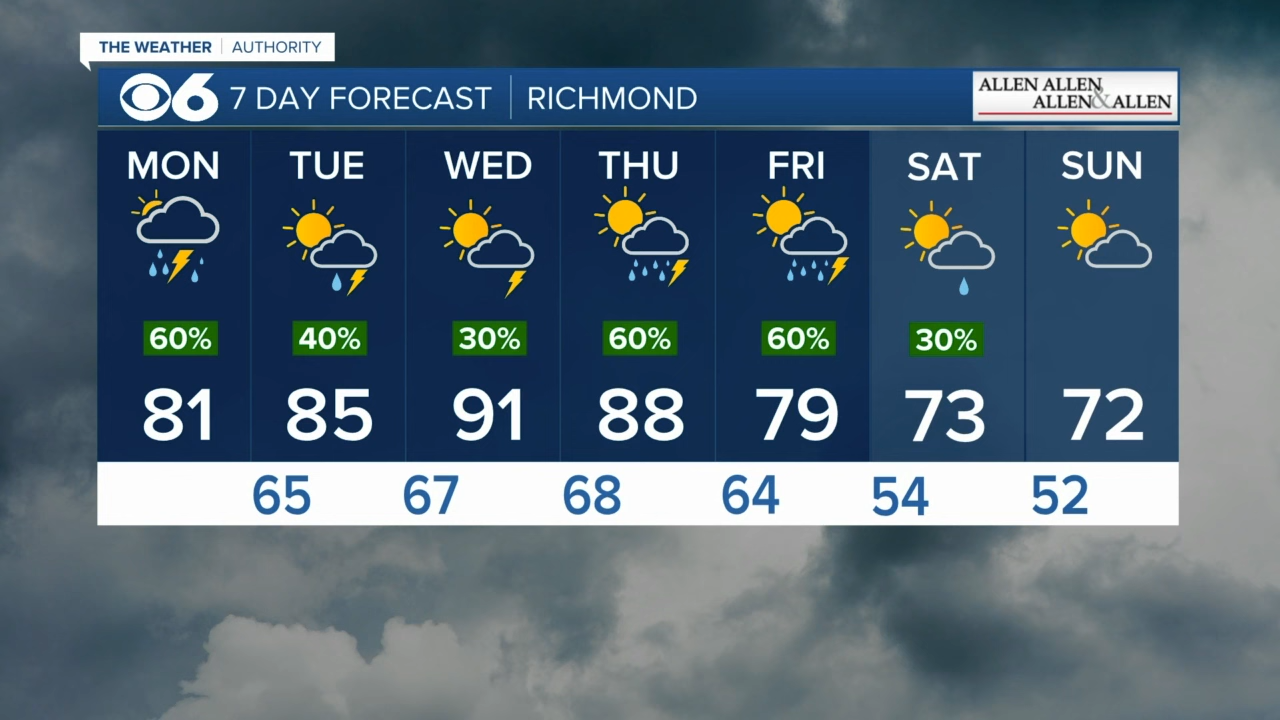 THE WEATHER | AUTHORITY
6 7 DAY FORECAST | RICHMOND
ALLEN ALLEN
ALLEN & ALLEN
MON TUE WED THU FRI SAT SUN
60% 40% 30% 60% 60% 30%
81 85 91 88 79 73 72
65 67 68 64 54 52